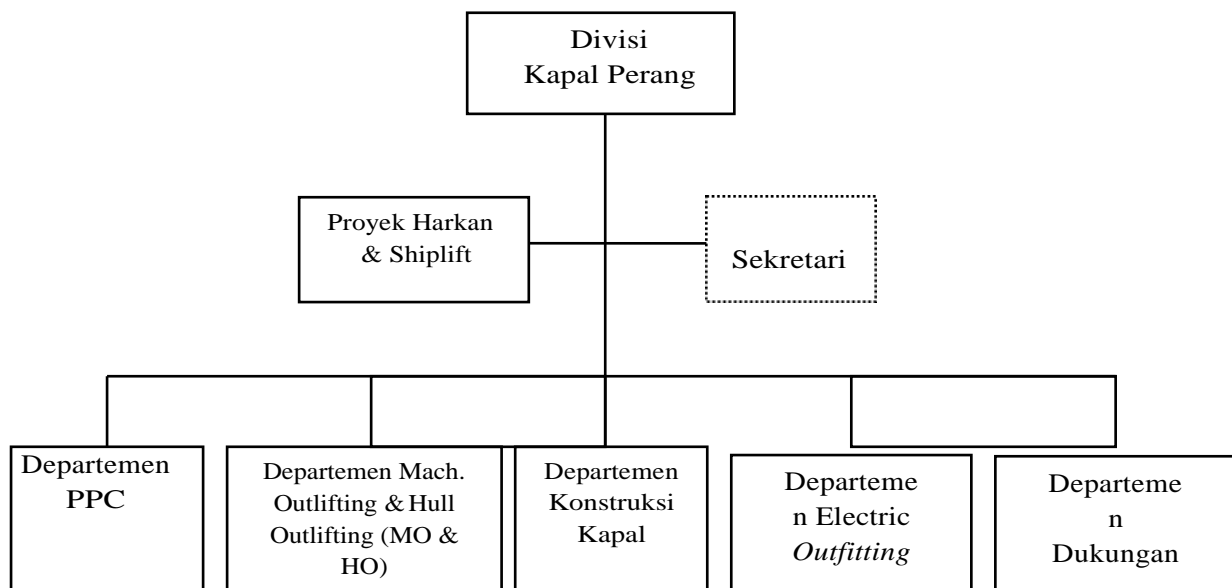 Divisi
Kapal Perang
Proyek Harkan
& Shiplift
Sekretari
Departemen
PPC
Departemen Mach.
Outlifting & Hull
Outlifting (MO &
HO)
Departemen
Konstruksi
Kapal
Departeme
n Electric
Outfitting
Departeme
n
Dukungan